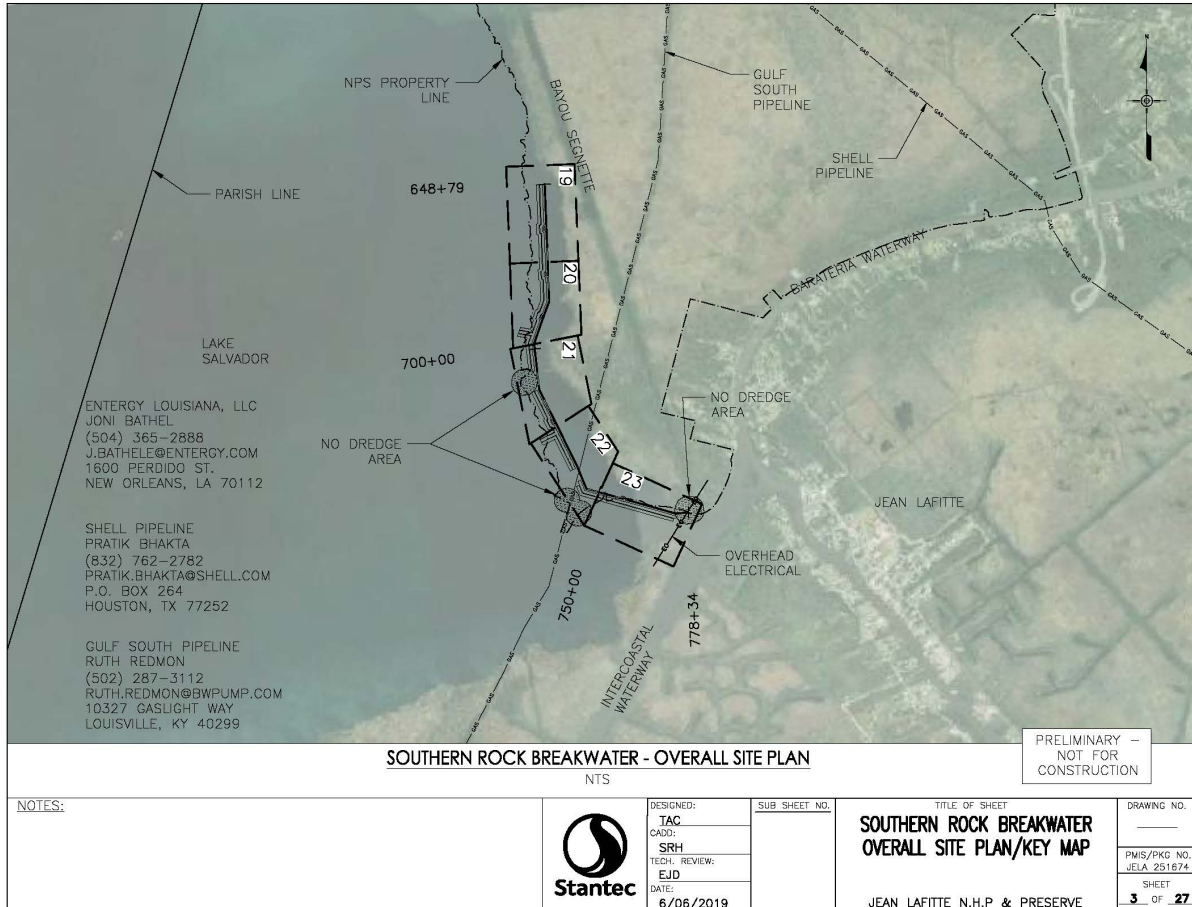 NPS PROPERTY
LINE
BAYOU SEGNETTE
GULF
SOUTH
PIPELINE
SHELL
PIPELINE
N
PARISH LINE
648+79
19
20
21
22
23
BARATERIA WATERWAY
LAKE
SALVADOR
700+00
NO DREDGE
AREA
NO DREDGE
AREA
JEAN LAFITTE
OVERHEAD
ELECTRICAL
750+00
778+34
INTERCOASTAL
WATERWAY
ENTERGY LOUISIANA, LLC
JONI BATHEL
(504) 365-2888
J.BATHELE@ENTERGY.COM
1600 PERDIDO ST.
NEW ORLEANS, LA 70112
SHELL PIPELINE
PRATIK BHAKTA
(832) 762-2782
PRATIK.BHAKTA@SHELL.COM
P.O. BOX 264
HOUSTON, TX 77252
GULF SOUTH PIPELINE
RUTH REDMON
(502) 287-3112
RUTH.REDMON@BWPUMP.COM
10327 GASLIGHT WAY
LOUISVILLE, KY 40299
SOUTHERN ROCK BREAKWATER - OVERALL SITE PLAN
NTS
PRELIMINARY –
NOT FOR
CONSTRUCTION
NOTES:
Stantec
DESIGNED:
TAC
CADD:
SRH
TECH. REVIEW:
EJD
DATE:
6/06/2019
SUB SHEET NO.
TITLE OF SHEET
SOUTHERN ROCK BREAKWATER
OVERALL SITE PLAN/KEY MAP
JEAN LAFITTE N.H.P & PRESERVE
DRAWING NO.
PMIS/PKG NO.
JELA 251674
SHEET
3 OF 27